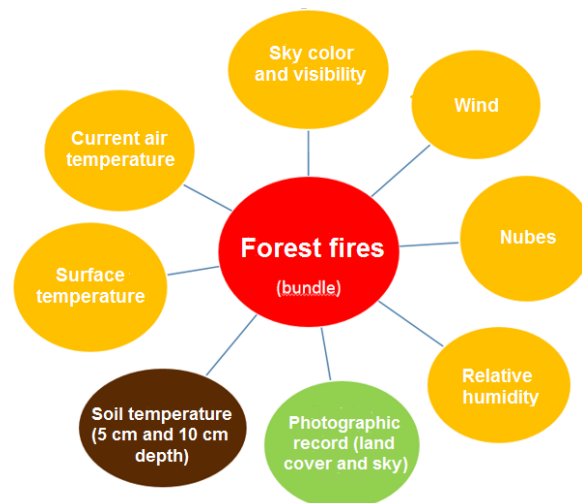 Sky color
and visibility
Wind
Nubes
Relative
humidity
Photographic
record (land
cover and sky)
Soil temperature
(5 cm and 10 cm
depth)
Surface
temperature
Current air
temperature
Forest fires
(bundle)